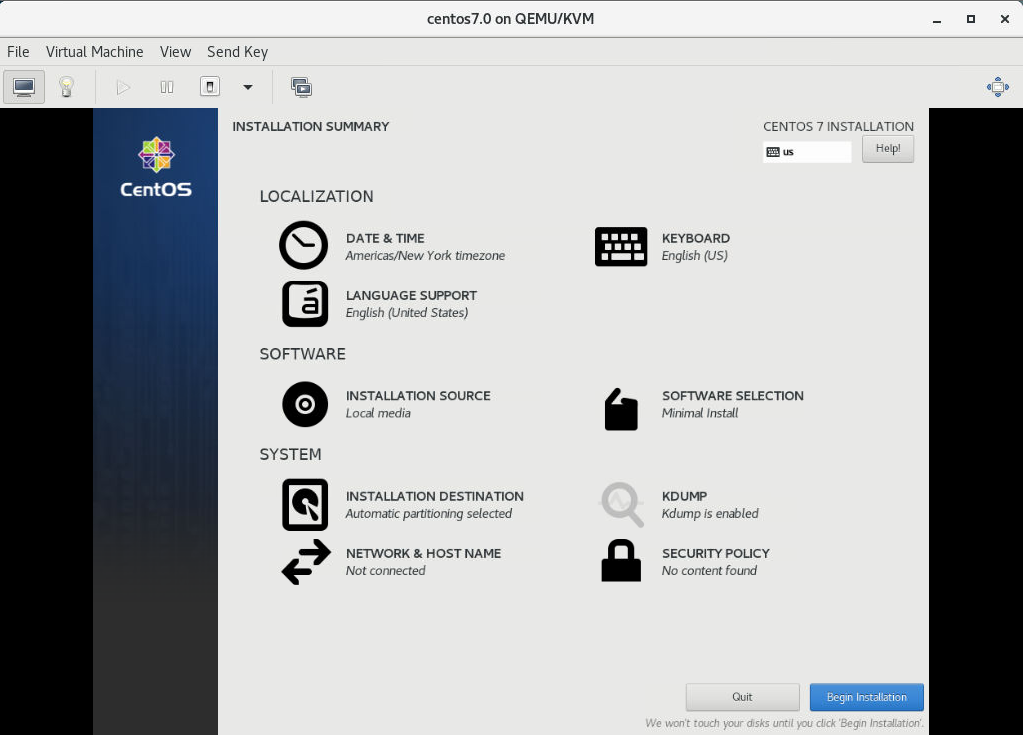 centos7.0 on QEMU/KVM
File Virtual Machine View Send Key
CentOS
INSTALLATION SUMMARY
CENTOS 7 INSTALLATION
us
Help!
LOCALIZATION
DATE & TIME
Americas/New York timezone
KEYBOARD
English (US)
á
LANGUAGE SUPPORT
English (United States)
SOFTWARE
INSTALLATION SOURCE
Local media
SOFTWARE SELECTION
Minimal Install
SYSTEM
INSTALLATION DESTINATION
Automatic partitioning selected
KDUMP
Kdump is enabled
NETWORK & HOST NAME
Not connected
SECURITY POLICY
No content found
Quit
Begin Installation
We won't touch your disks until you click 'Begin Installation'.